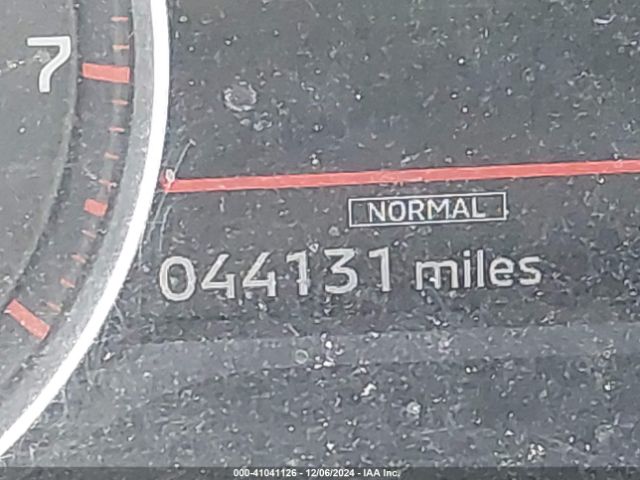 7
NORMAL
044131 miles
000-41041126 - 12/06/2024 - IAA Inc.